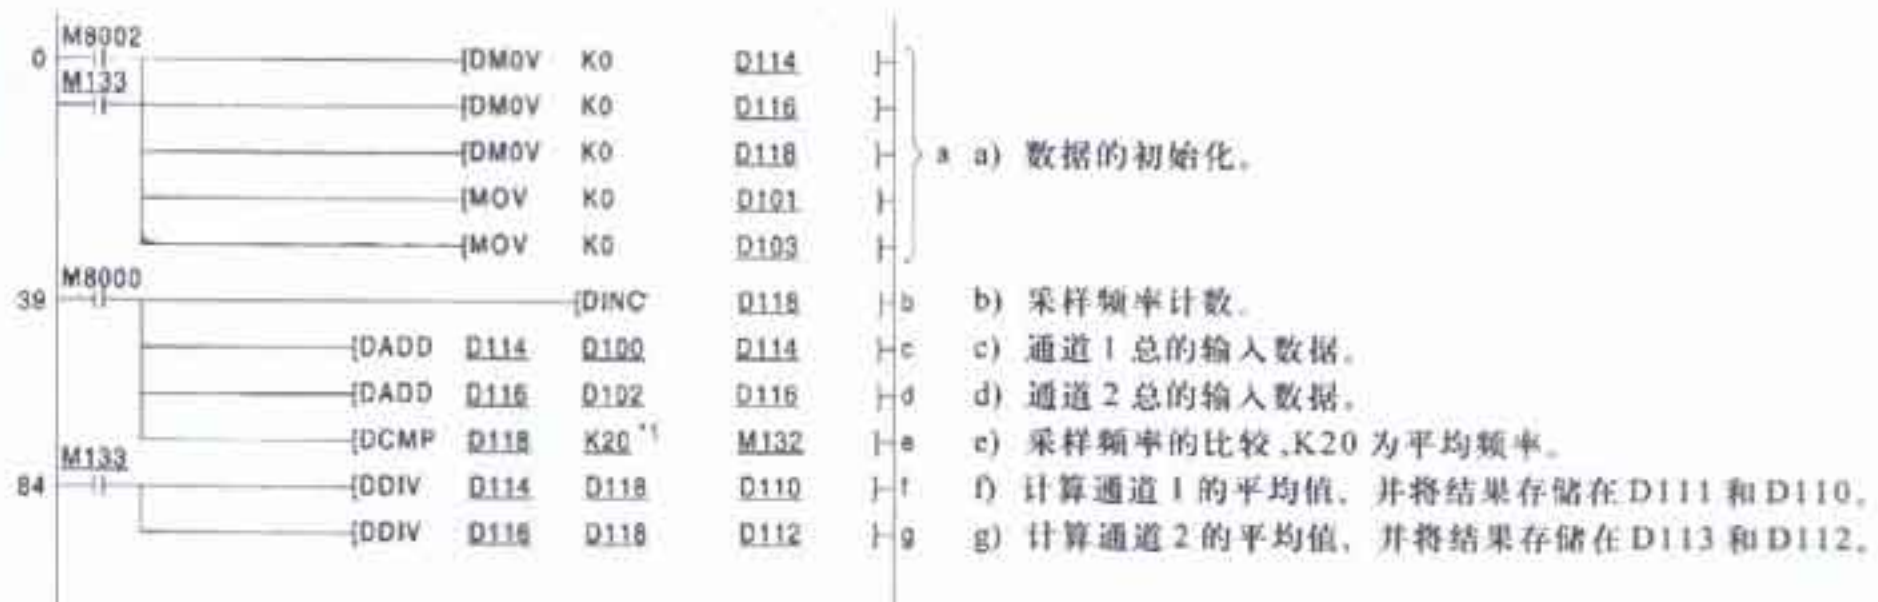 M8002
0 [DM0V K0 D114 ]
M133
[DM0V K0 D116 ]
[DM0V K0 D118 ] a a) 数据的初始化。
[MOV K0 D101 ]
[MOV K0 D103 ]
M8000
39 [DINC D118 ] b b) 采样频率计数。
[DADD D114 D100 D114 ] c c) 通道1总的输入数据。
[DADD D116 D102 D116 ] d d) 通道2总的输入数据。
[DCMP D118 K20 *1 M132 ] e e) 采样频率的比较,K20为平均频率。
M133
84 [DDIV D114 D118 D110 ] f f) 计算通道1的平均值, 并将结果存储在D111和D110。
[DDIV D116 D118 D112 ] g g) 计算通道2的平均值, 并将结果存储在D113和D112。